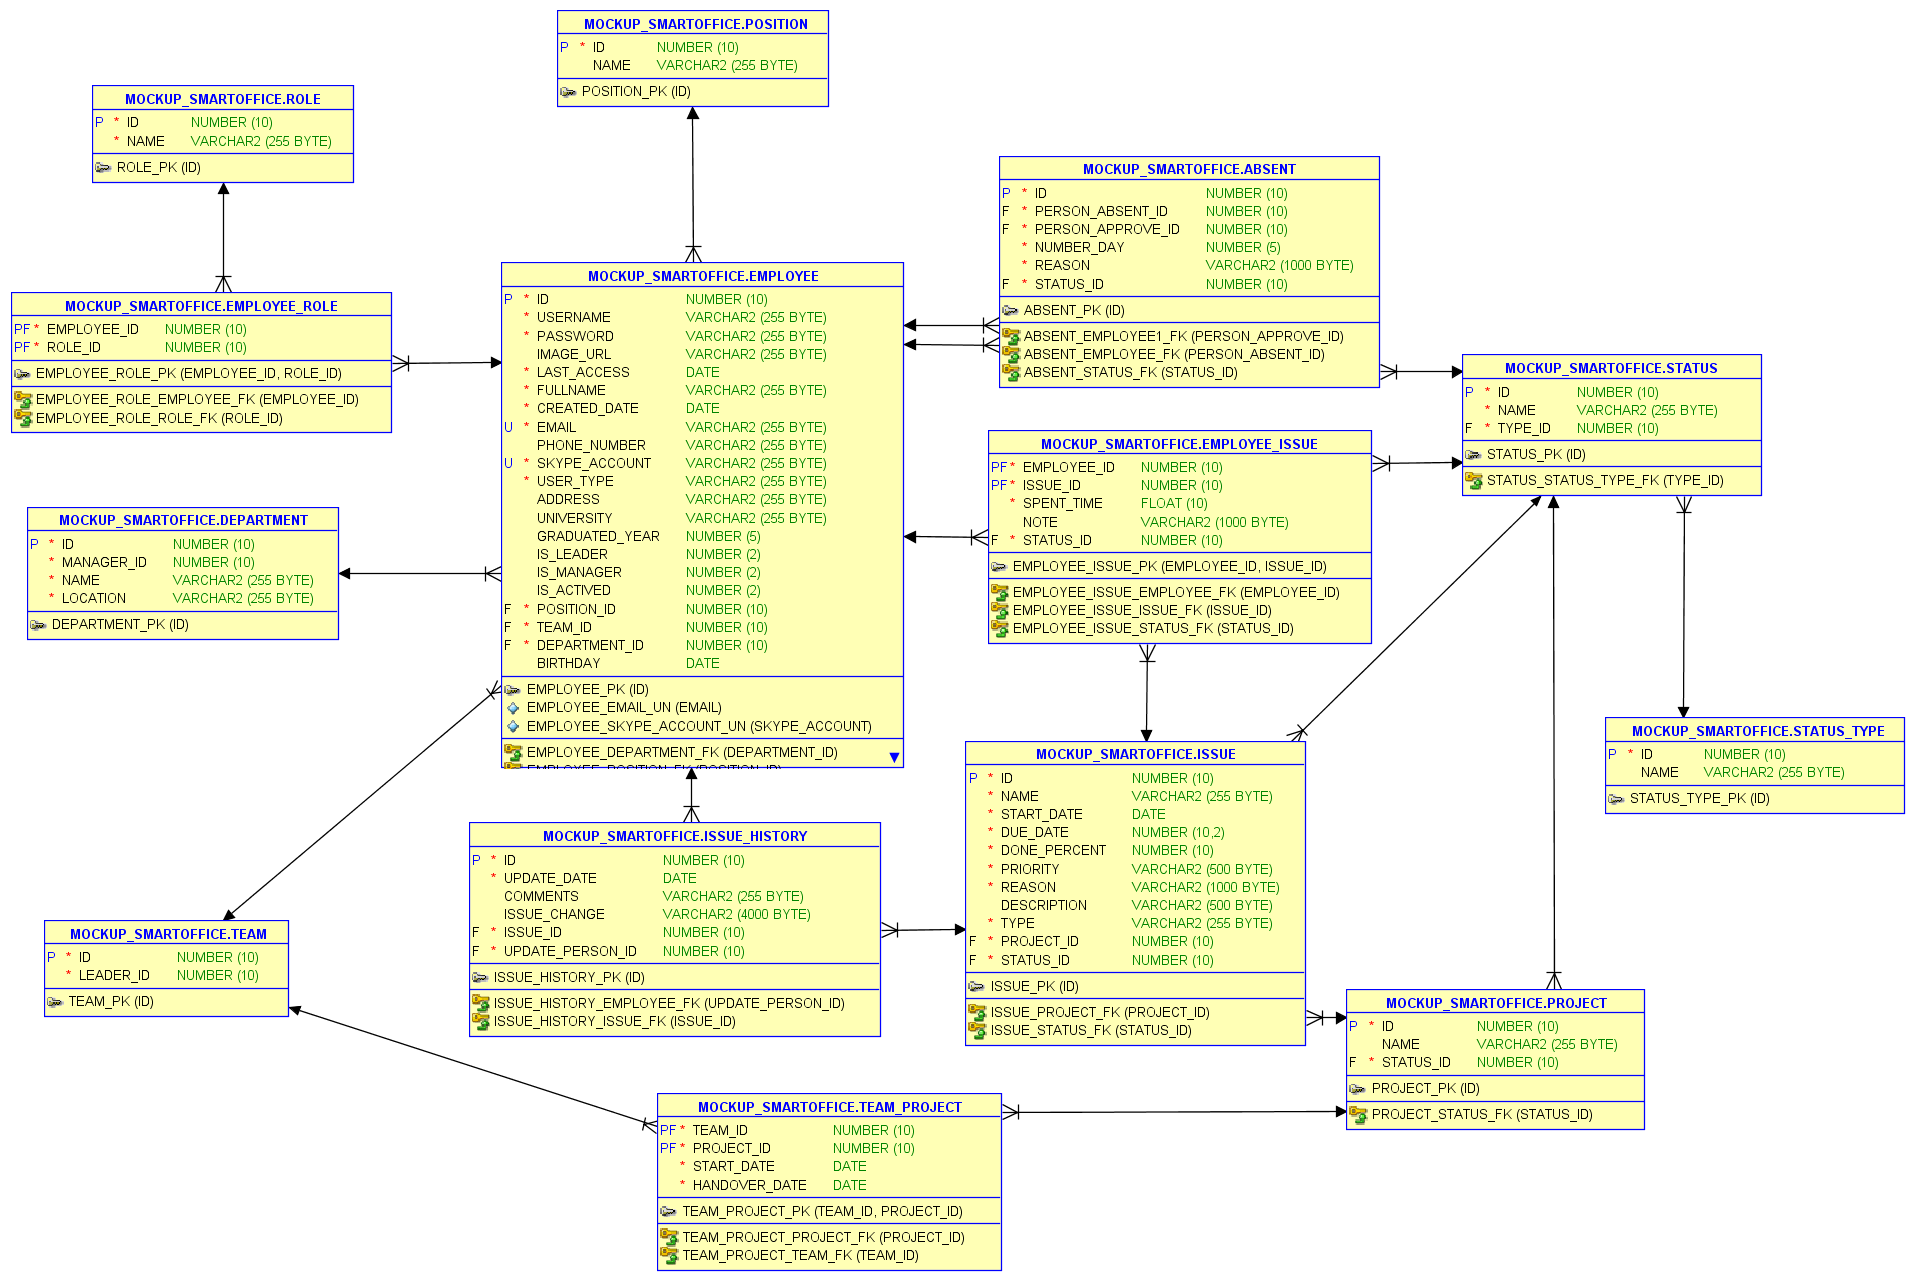 MOCKUP_SMARTOFFICE.POSITION
P * ID NUMBER (10)
NAME VARCHAR2 (255 BYTE)
POSITION_PK (ID)
MOCKUP_SMARTOFFICE.ROLE
P * ID NUMBER (10)
* NAME VARCHAR2 (255 BYTE)
ROLE_PK (ID)
MOCKUP_SMARTOFFICE.EMPLOYEE_ROLE
PF * EMPLOYEE_ID NUMBER (10)
PF * ROLE_ID NUMBER (10)
EMPLOYEE_ROLE_PK (EMPLOYEE_ID, ROLE_ID)
EMPLOYEE_ROLE_EMPLOYEE_FK (EMPLOYEE_ID)
EMPLOYEE_ROLE_ROLE_FK (ROLE_ID)
MOCKUP_SMARTOFFICE.DEPARTMENT
P * ID NUMBER (10)
* MANAGER_ID NUMBER (10)
* NAME VARCHAR2 (255 BYTE)
* LOCATION VARCHAR2 (255 BYTE)
DEPARTMENT_PK (ID)
MOCKUP_SMARTOFFICE.EMPLOYEE
P * ID NUMBER (10)
* USERNAME VARCHAR2 (255 BYTE)
* PASSWORD VARCHAR2 (255 BYTE)
IMAGE_URL VARCHAR2 (255 BYTE)
* LAST_ACCESS DATE
* FULLNAME VARCHAR2 (255 BYTE)
* CREATED_DATE DATE
U * EMAIL VARCHAR2 (255 BYTE)
PHONE_NUMBER VARCHAR2 (255 BYTE)
U * SKYPE_ACCOUNT VARCHAR2 (255 BYTE)
* USER_TYPE VARCHAR2 (255 BYTE)
ADDRESS VARCHAR2 (255 BYTE)
UNIVERSITY VARCHAR2 (255 BYTE)
GRADUATED_YEAR NUMBER (5)
IS_LEADER NUMBER (2)
IS_MANAGER NUMBER (2)
IS_ACTIVED NUMBER (2)
F * POSITION_ID NUMBER (10)
F * TEAM_ID NUMBER (10)
F * DEPARTMENT_ID NUMBER (10)
BIRTHDAY DATE
EMPLOYEE_PK (ID)
EMPLOYEE_EMAIL_UN (EMAIL)
EMPLOYEE_SKYPE_ACCOUNT_UN (SKYPE_ACCOUNT)
EMPLOYEE_DEPARTMENT_FK (DEPARTMENT_ID)
EMPLOYEE_POSITION_FK (POSITION_ID)
MOCKUP_SMARTOFFICE.ABSENT
P * ID NUMBER (10)
F * PERSON_ABSENT_ID NUMBER (10)
F * PERSON_APPROVE_ID NUMBER (10)
* NUMBER_DAY NUMBER (5)
* REASON VARCHAR2 (1000 BYTE)
F * STATUS_ID NUMBER (10)
ABSENT_PK (ID)
ABSENT_EMPLOYEE1_FK (PERSON_APPROVE_ID)
ABSENT_EMPLOYEE_FK (PERSON_ABSENT_ID)
ABSENT_STATUS_FK (STATUS_ID)
MOCKUP_SMARTOFFICE.STATUS
P * ID NUMBER (10)
* NAME VARCHAR2 (255 BYTE)
F * TYPE_ID NUMBER (10)
STATUS_PK (ID)
STATUS_STATUS_TYPE_FK (TYPE_ID)
MOCKUP_SMARTOFFICE.EMPLOYEE_ISSUE
PF * EMPLOYEE_ID NUMBER (10)
PF * ISSUE_ID NUMBER (10)
* SPENT_TIME FLOAT (10)
NOTE VARCHAR2 (1000 BYTE)
F * STATUS_ID NUMBER (10)
EMPLOYEE_ISSUE_PK (EMPLOYEE_ID, ISSUE_ID)
EMPLOYEE_ISSUE_EMPLOYEE_FK (EMPLOYEE_ID)
EMPLOYEE_ISSUE_ISSUE_FK (ISSUE_ID)
EMPLOYEE_ISSUE_STATUS_FK (STATUS_ID)
MOCKUP_SMARTOFFICE.STATUS_TYPE
P * ID NUMBER (10)
NAME VARCHAR2 (255 BYTE)
STATUS_TYPE_PK (ID)
MOCKUP_SMARTOFFICE.ISSUE
P * ID NUMBER (10)
* NAME VARCHAR2 (255 BYTE)
* START_DATE DATE
* DUE_DATE NUMBER (10,2)
* DONE_PERCENT NUMBER (10)
* PRIORITY VARCHAR2 (500 BYTE)
* REASON VARCHAR2 (1000 BYTE)
DESCRIPTION VARCHAR2 (500 BYTE)
* TYPE VARCHAR2 (255 BYTE)
F * PROJECT_ID NUMBER (10)
F * STATUS_ID NUMBER (10)
ISSUE_PK (ID)
ISSUE_PROJECT_FK (PROJECT_ID)
ISSUE_STATUS_FK (STATUS_ID)
MOCKUP_SMARTOFFICE.ISSUE_HISTORY
P * ID NUMBER (10)
* UPDATE_DATE DATE
COMMENTS VARCHAR2 (255 BYTE)
ISSUE_CHANGE VARCHAR2 (4000 BYTE)
F * ISSUE_ID NUMBER (10)
F * UPDATE_PERSON_ID NUMBER (10)
ISSUE_HISTORY_PK (ID)
ISSUE_HISTORY_EMPLOYEE_FK (UPDATE_PERSON_ID)
ISSUE_HISTORY_ISSUE_FK (ISSUE_ID)
MOCKUP_SMARTOFFICE.TEAM
P * ID NUMBER (10)
* LEADER_ID NUMBER (10)
TEAM_PK (ID)
MOCKUP_SMARTOFFICE.PROJECT
P * ID NUMBER (10)
NAME VARCHAR2 (255 BYTE)
F * STATUS_ID NUMBER (10)
PROJECT_PK (ID)
PROJECT_STATUS_FK (STATUS_ID)
MOCKUP_SMARTOFFICE.TEAM_PROJECT
PF * TEAM_ID NUMBER (10)
PF * PROJECT_ID NUMBER (10)
* START_DATE DATE
* HANDOVER_DATE DATE
TEAM_PROJECT_PK (TEAM_ID, PROJECT_ID)
TEAM_PROJECT_PROJECT_FK (PROJECT_ID)
TEAM_PROJECT_TEAM_FK (TEAM_ID)